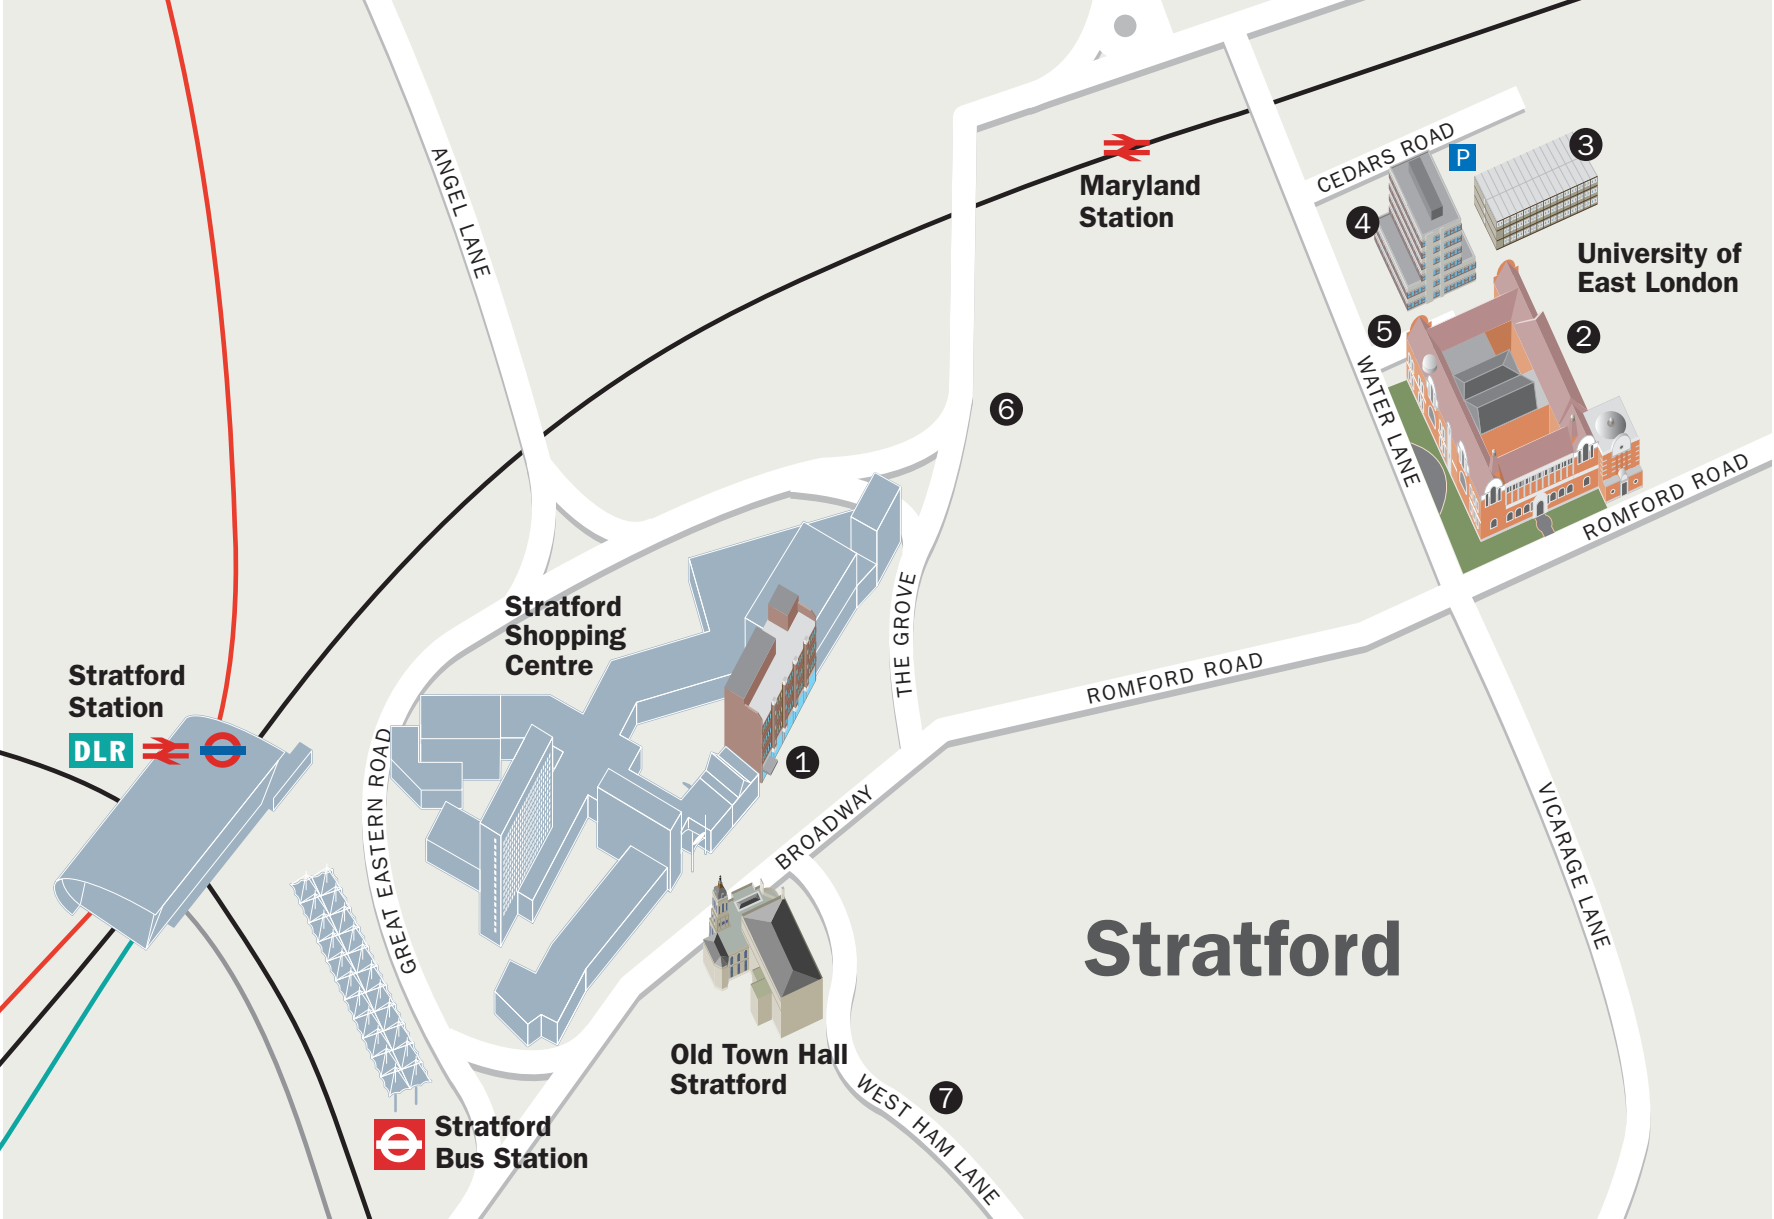 ANGEL LANE
Maryland
Station
CEDARS ROAD
P
3
4
University of
East London
5
2
WATER LANE
6
ROMFORD ROAD
THE GROVE
Stratford
Shopping
Centre
ROMFORD ROAD
Stratford
Station
DLR
GREAT EASTERN ROAD
1
BROADWAY
VICARAGE LANE
Stratford
Old Town Hall
Stratford
7
WEST HAM LANE
Stratford
Bus Station